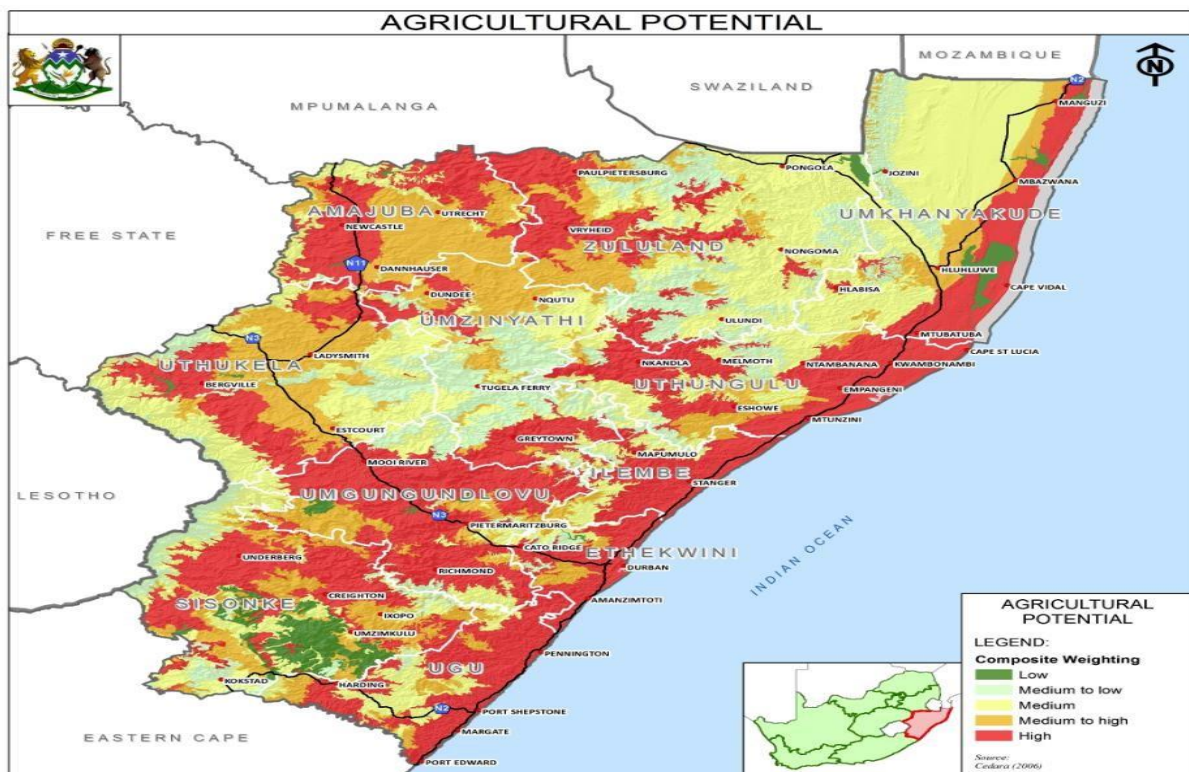 AGRICULTURAL POTENTIAL
MOZAMBIQUE
SWAZILAND
MPUMALANGA
N
N2
MANGUZI
PONGOLA
PAULPIETERSBURG
JOZINI
MBAZWANA
AMAJUBA
UTRECHT
UMKHANYAKUDE
NEWCASTLE
VRYHEID
FREE STATE
ZULULAND
NONGOMA
N11
DANNHAUSER
HLUHLUWE
CAPE VIDAL
DUNDEE
NQUTU
HLABISA
UMZINYATHI
ULUNDI
MTUBATUBA
N3
LADYSMITH
CAPE ST LUCIA
UTHUKELA
NKANDLA
MELMOTH
NTAMBANANA
KWAMBONAMBI
BERGVILLE
TUGELA FERRY
UTHUNGULU
EMPANGENI
ESHOWE
MTUNZINI
ESTCOURT
GREYTOWN
MAPUMULO
MOOI RIVER
ILEMBE
STANGER
LESOTHO
UMGUNGUNDLOVU
N3
PIETERMARITZBURG
CATO RIDGE
ETHEKWINI
UNDERBERG
DURBAN
RICHMOND
INDIAN OCEAN
CREIGHTON
AMANZIMTOTI
SISONKE
IXOPO
UMZIMKULU
PENNINGTON
UGU
KOKSTAD
HARDING
N2
PORT SHEPSTONE
MARGATE
EASTERN CAPE
PORT EDWARD
AGRICULTURAL
POTENTIAL
LEGEND:
Composite Weighting
Low
Medium to low
Medium
Medium to high
High
Source:
Cedara (2006)